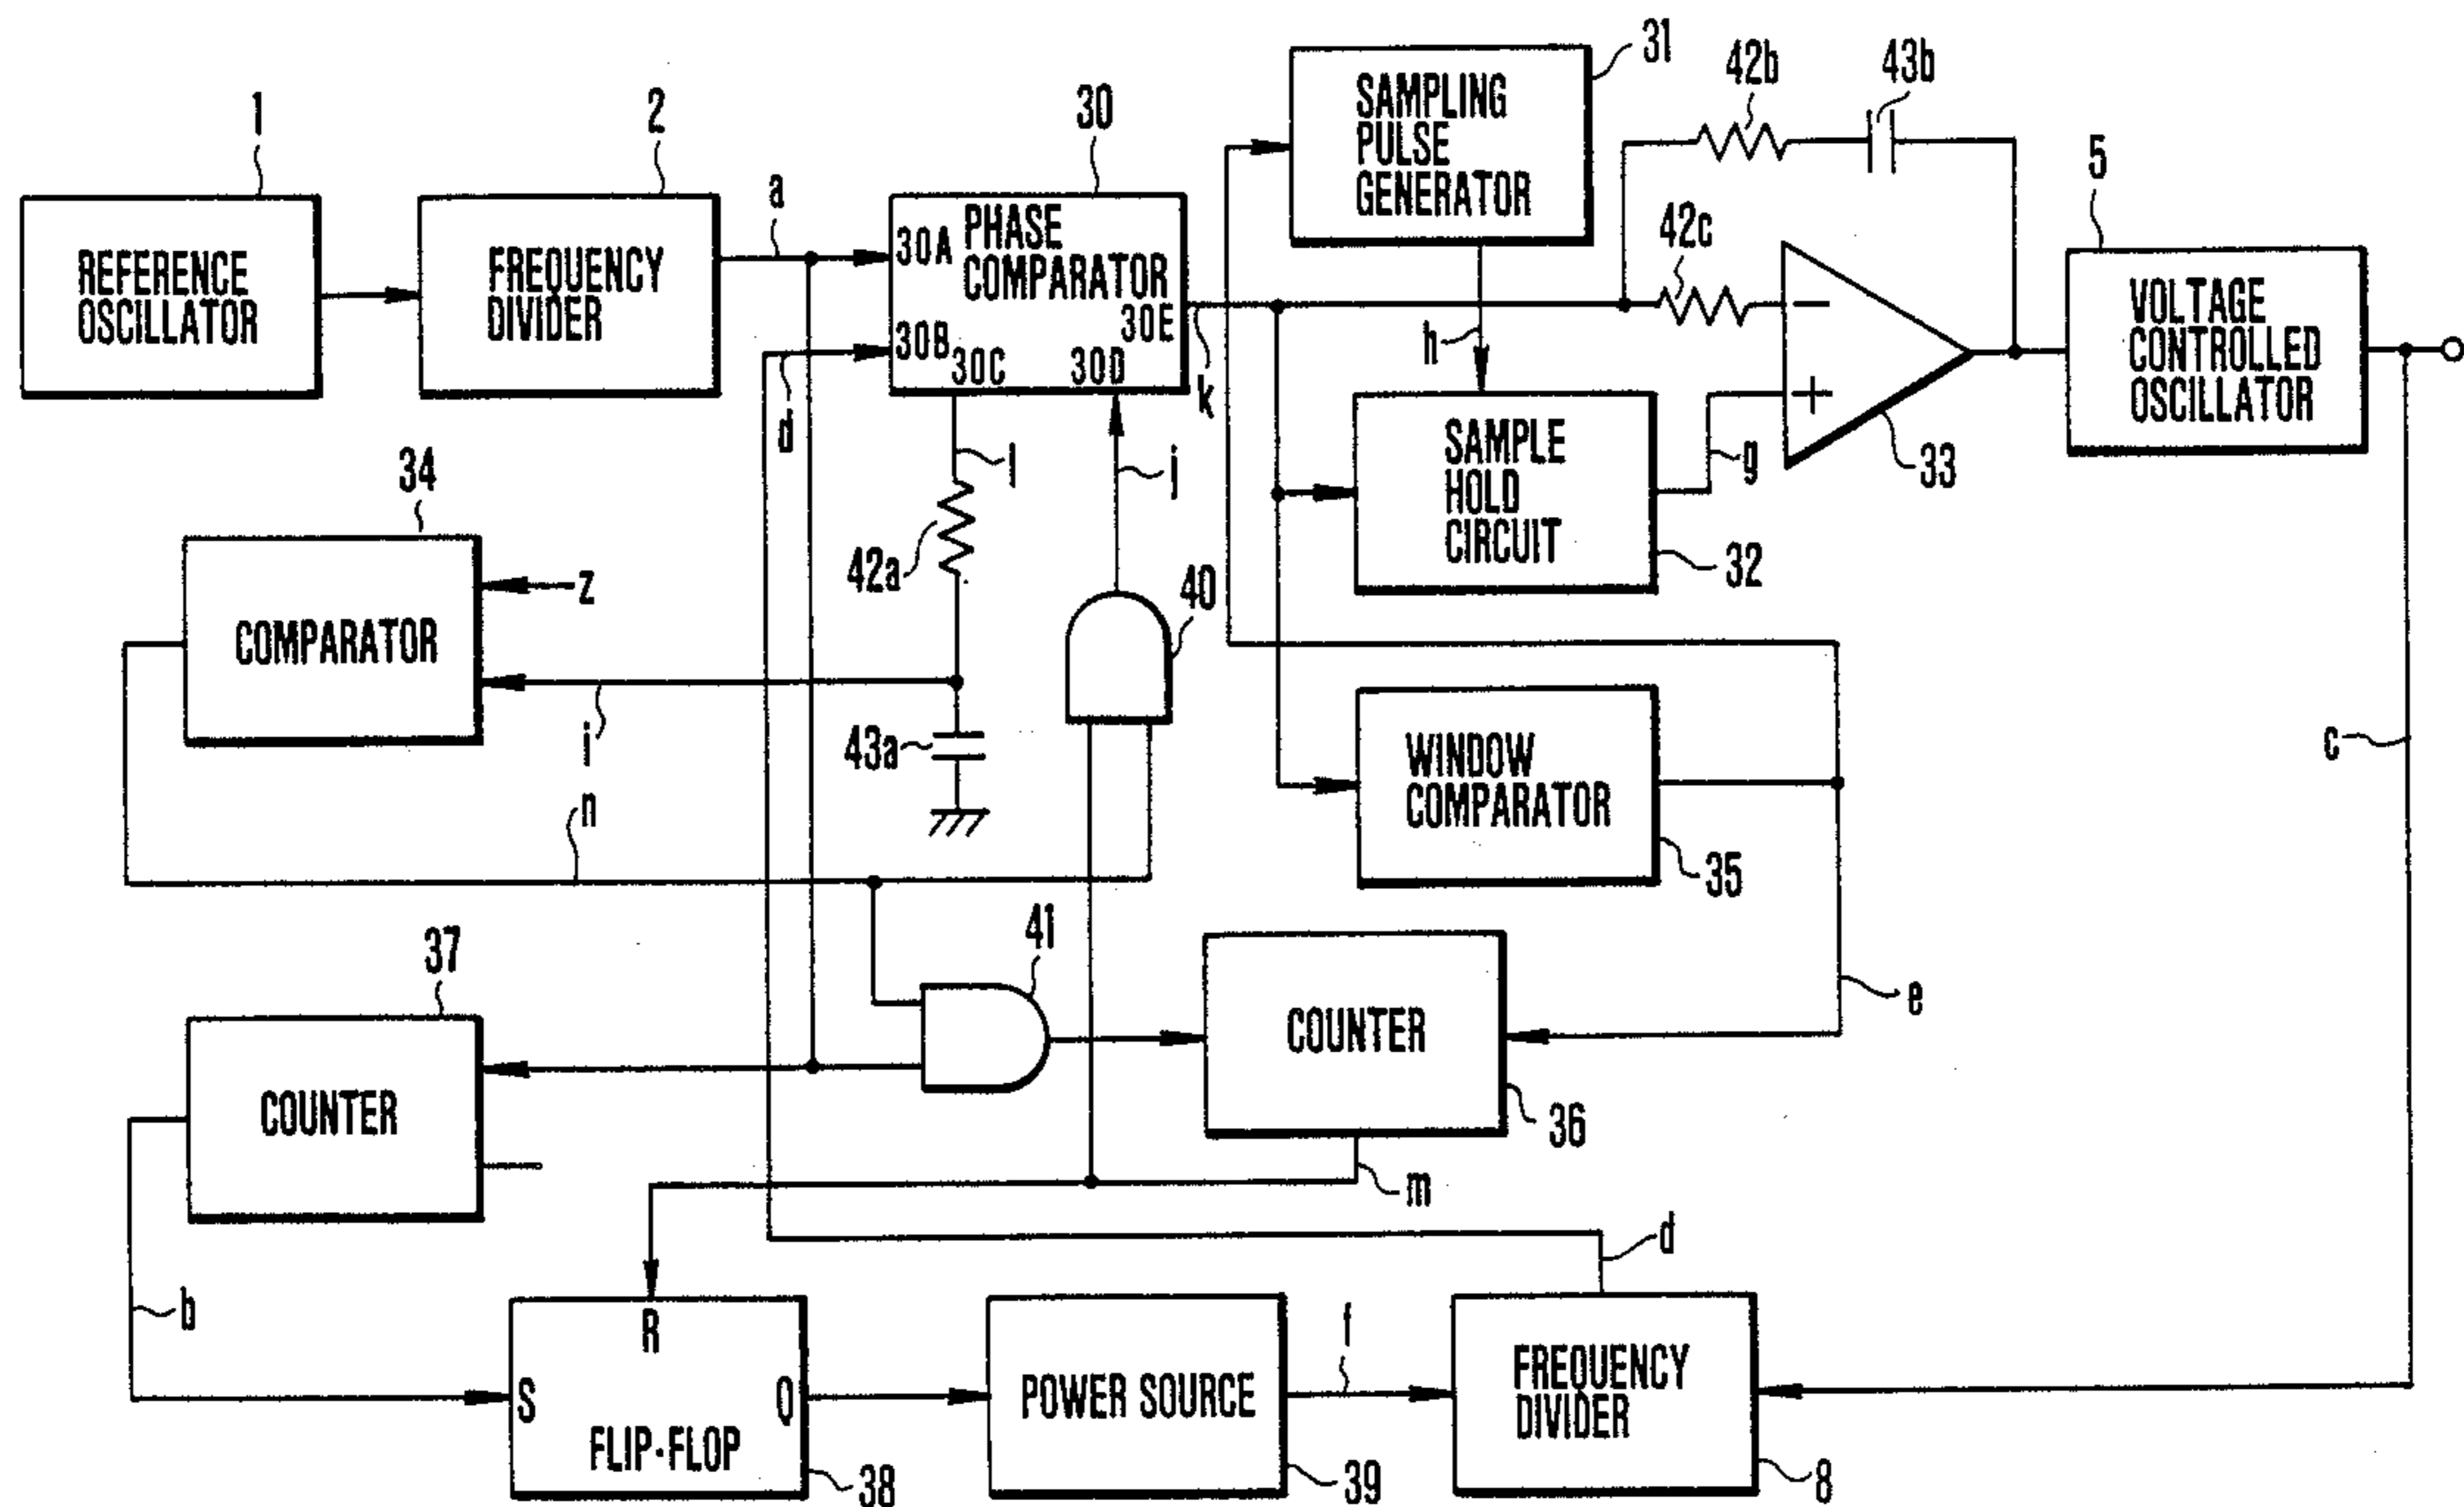 1
REFERENCE
OSCILLATOR
2
FREQUENCY
DIVIDER
a
30
PHASE
COMPARATOR
30A
30B
30C
30D
30E
d
l
j
k
31
SAMPLING
PULSE
GENERATOR
h
SAMPLE
HOLD
CIRCUIT
32
g
42b
43b
42c
−
+
33
5
VOLTAGE
CONTROLLED
OSCILLATOR
c
34
COMPARATOR
z
i
n
42a
43a
40
WINDOW
COMPARATOR
35
e
37
COUNTER
b
41
COUNTER
36
m
d
S
R
Q
FLIP-FLOP
38
POWER SOURCE
39
f
FREQUENCY
DIVIDER
8